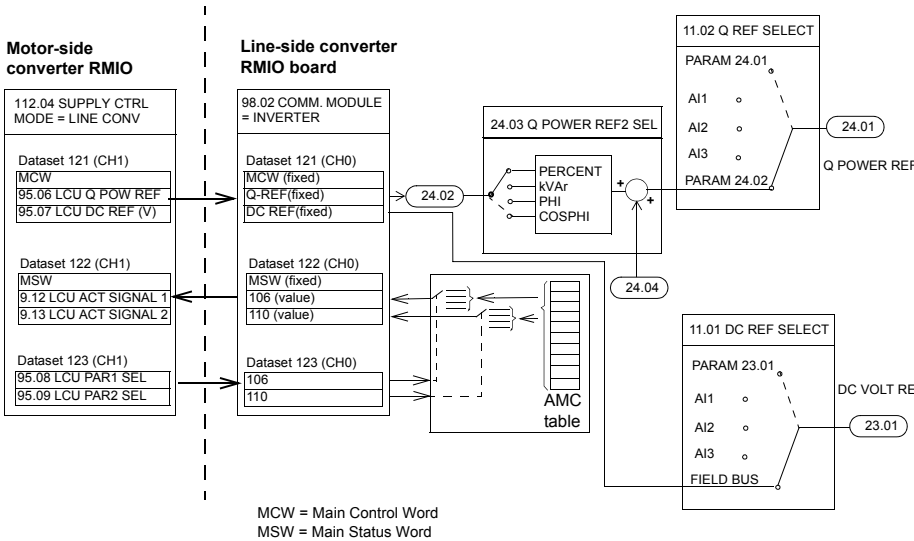 Motor-side
converter RMIO
112.04 SUPPLY CTRL
MODE = LINE CONV
Dataset 121 (CH1)
MCW
95.06 LCU Q POW REF
95.07 LCU DC REF (V)
Dataset 122 (CH1)
MSW
9.12 LCU ACT SIGNAL 1
9.13 LCU ACT SIGNAL 2
Dataset 123 (CH1)
95.08 LCU PAR1 SEL
95.09 LCU PAR2 SEL
Line-side converter
RMIO board
98.02 COMM. MODULE
= INVERTER
Dataset 121 (CH0)
MCW (fixed)
Q-REF(fixed)
DC REF(fixed)
Dataset 122 (CH0)
MSW (fixed)
106 (value)
110 (value)
Dataset 123 (CH0)
106
110
24.02
24.03 Q POWER REF2 SEL
PERCENT
kVAr
PHI
COSPHI
+
+
24.04
AMC
table
11.02 Q REF SELECT
PARAM 24.01
AI1
AI2
AI3
PARAM 24.02
24.01
Q POWER REF
11.01 DC REF SELECT
PARAM 23.01
AI1
AI2
AI3
FIELD BUS
DC VOLT RE
23.01
MCW = Main Control Word
MSW = Main Status Word